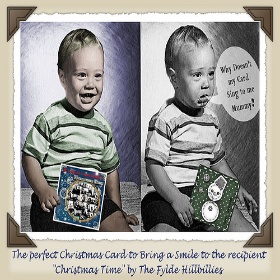 Why Doesn't
my Card
Sing to me
Mummy?
The perfect Christmas Card to Bring a Smile to the recipient
"Christmas Time" by The Fylde Hillbillies